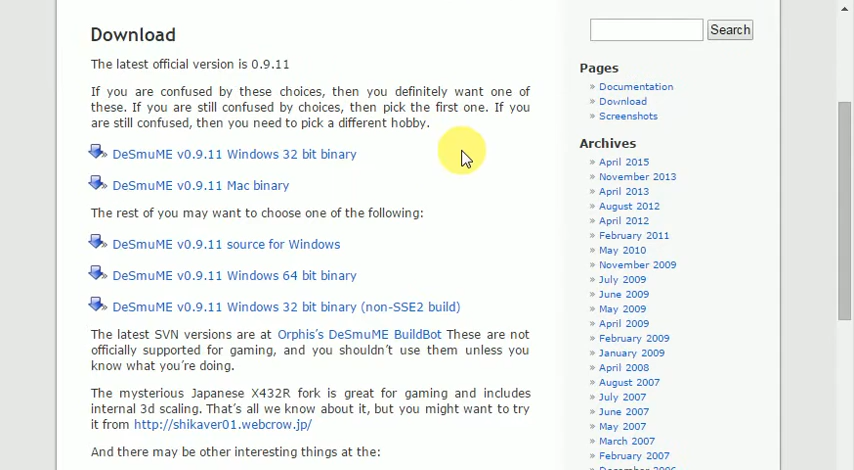 Download
The latest official version is 0.9.11
If you are confused by these choices, then you definitely want one of
these. If you are still confused by choices, then pick the first one. If you
are still confused, then you need to pick a different hobby.
DeSmuME v0.9.11 Windows 32 bit binary
DeSmuME v0.9.11 Mac binary
The rest of you may want to choose one of the following:
DeSmuME v0.9.11 source for Windows
DeSmuME v0.9.11 Windows 64 bit binary
DeSmuME v0.9.11 Windows 32 bit binary (non-SSE2 build)
The latest SVN versions are at Orphis's DeSmuME BuildBot These are not
officially supported for gaming, and you shouldn't use them unless you
know what you're doing.
The mysterious Japanese X432R fork is great for gaming and includes
internal 3d scaling. That's all we know about it, but you might want to try
it from http://shikaver01.webcrow.jp/
And there may be other interesting things at the:
Search
Pages
» Documentation
» Download
» Screenshots
Archives
» April 2015
» November 2013
» April 2013
» August 2012
» April 2012
» February 2011
» May 2010
» November 2009
» July 2009
» June 2009
» May 2009
» April 2009
» February 2009
» January 2009
» April 2008
» August 2007
» July 2007
» June 2007
» May 2007
» March 2007
» February 2007